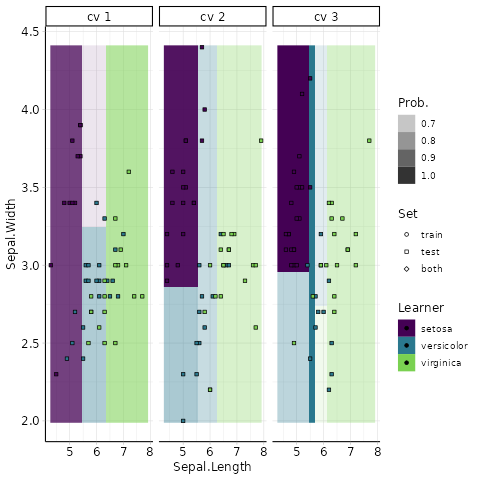 cv 1 cv 2 cv 3
4.5
4.0
3.5
3.0
2.5
2.0
Sepal.Width
5 6 7 8 5 6 7 8 5 6 7 8
Sepal.Length
Prob.
0.7
0.8
0.9
1.0
Set
train
test
both
Learner
setosa
versicolor
virginica